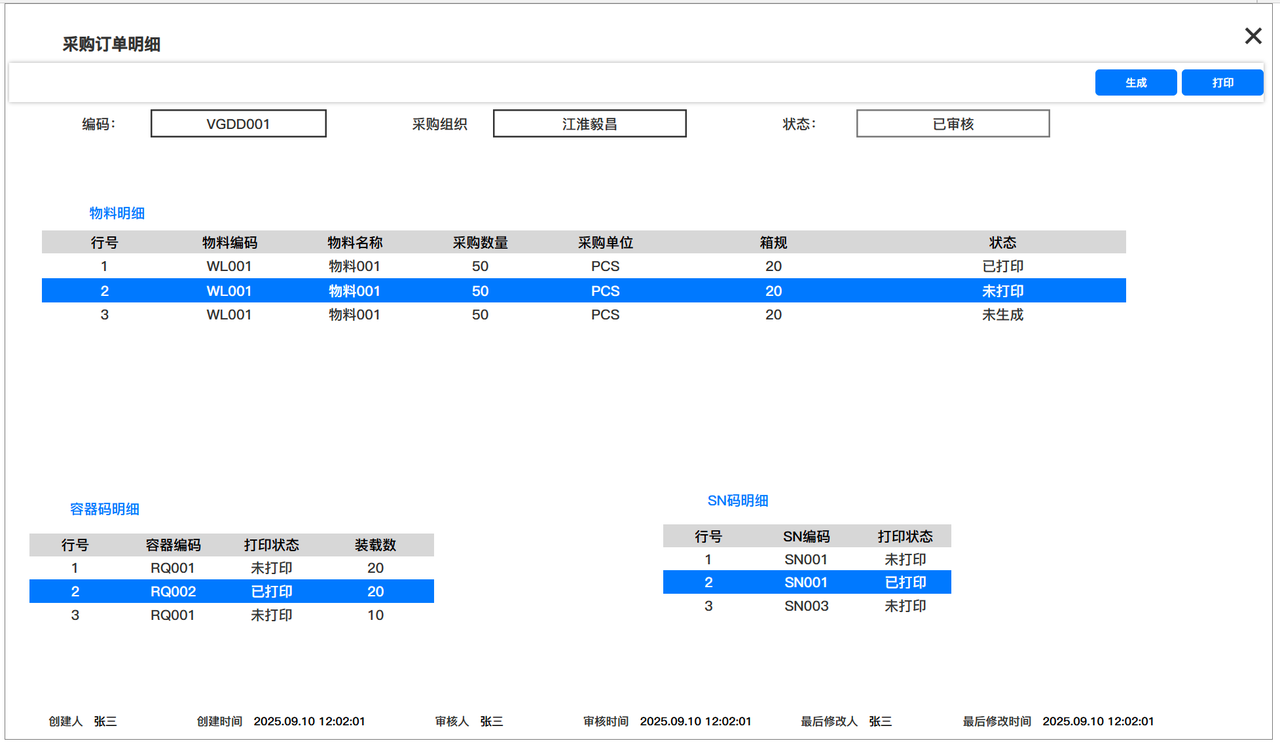 采购订单明细
生成 打印
编码： VGDD001 采购组织 江淮毅昌 状态： 已审核
物料明细
行号 物料编码 物料名称 采购数量 采购单位 箱规 状态
1 WL001 物料001 50 PCS 20 已打印
2 WL001 物料001 50 PCS 20 未打印
3 WL001 物料001 50 PCS 20 未生成
容器码明细
行号 容器编码 打印状态 装载数
1 RQ001 未打印 20
2 RQ002 已打印 20
3 RQ001 未打印 10
SN码明细
行号 SN编码 打印状态
1 SN001 未打印
2 SN001 已打印
3 SN003 未打印
创建人 张三 创建时间 2025.09.10 12:02:01 审核人 张三 审核时间 2025.09.10 12:02:01 最后修改人 张三 最后修改时间 2025.09.10 12:02:01